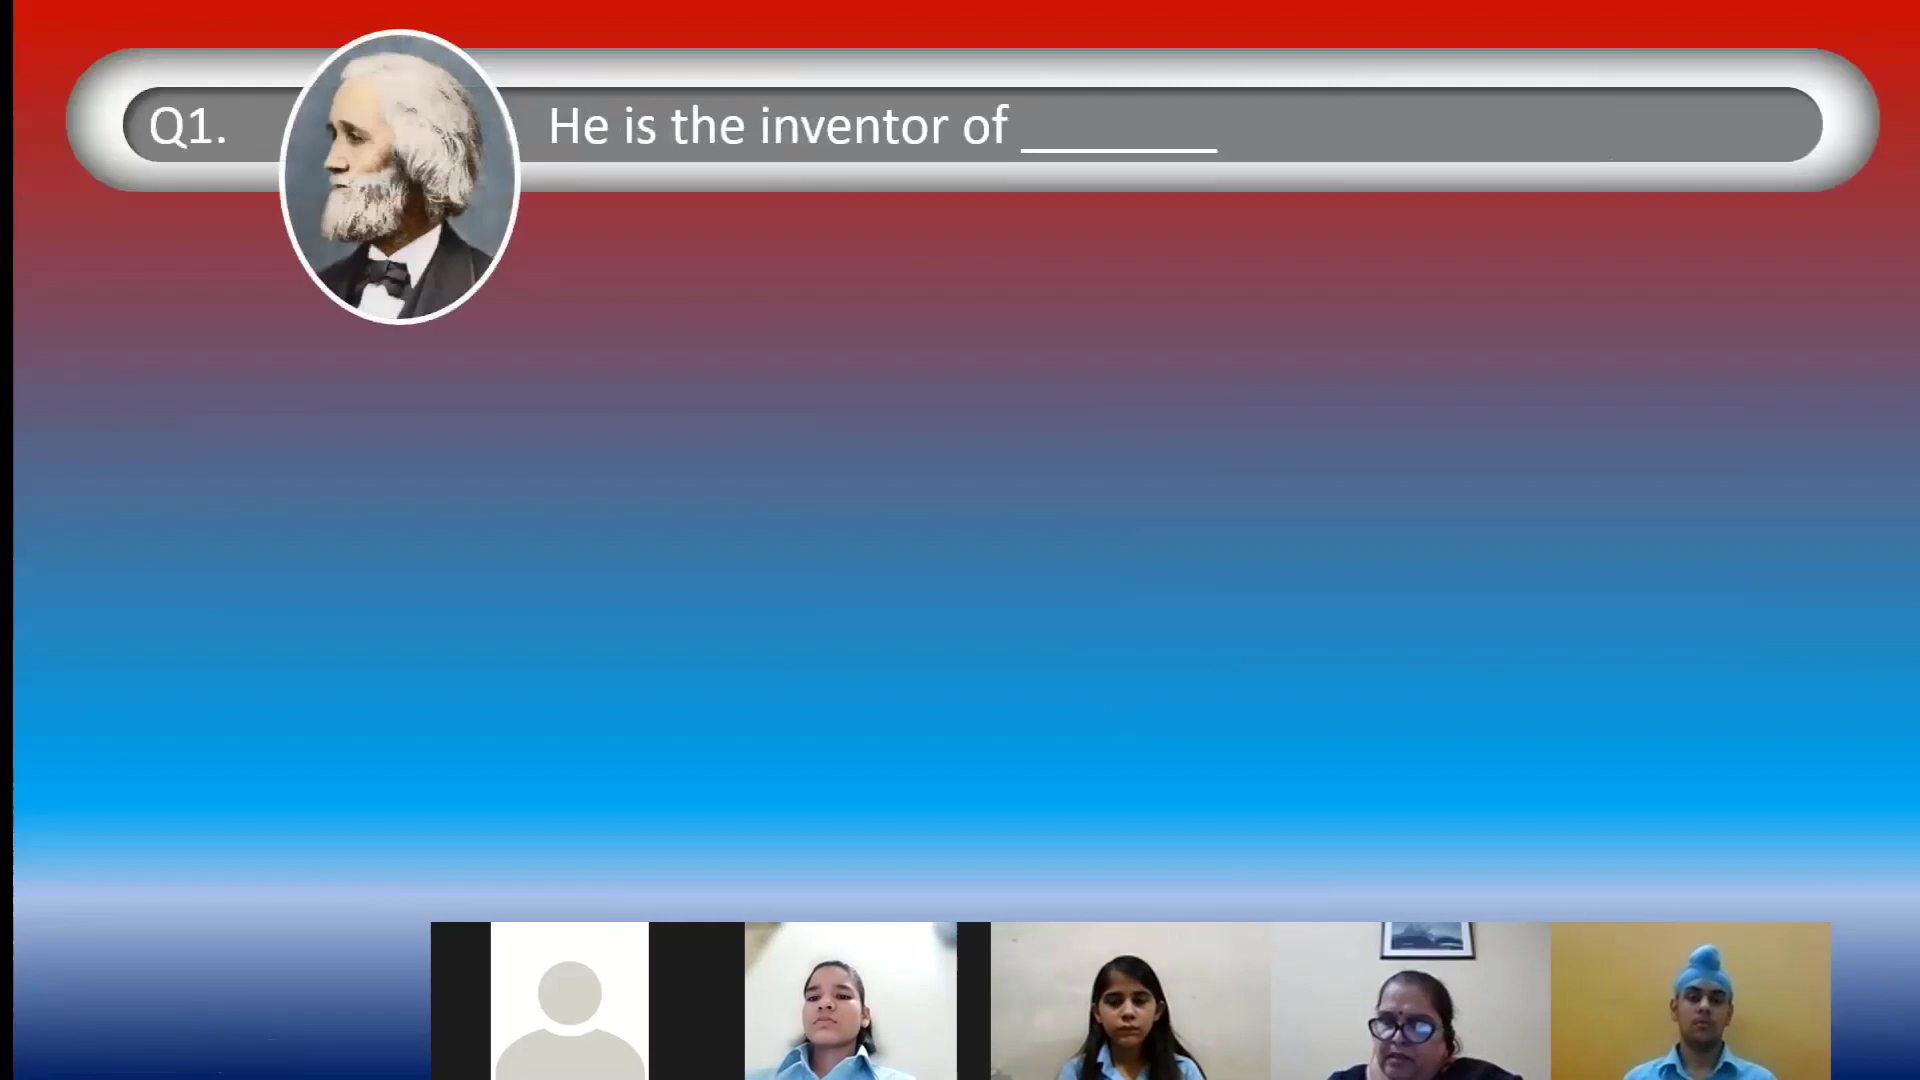 Q1. He is the inventor of ________